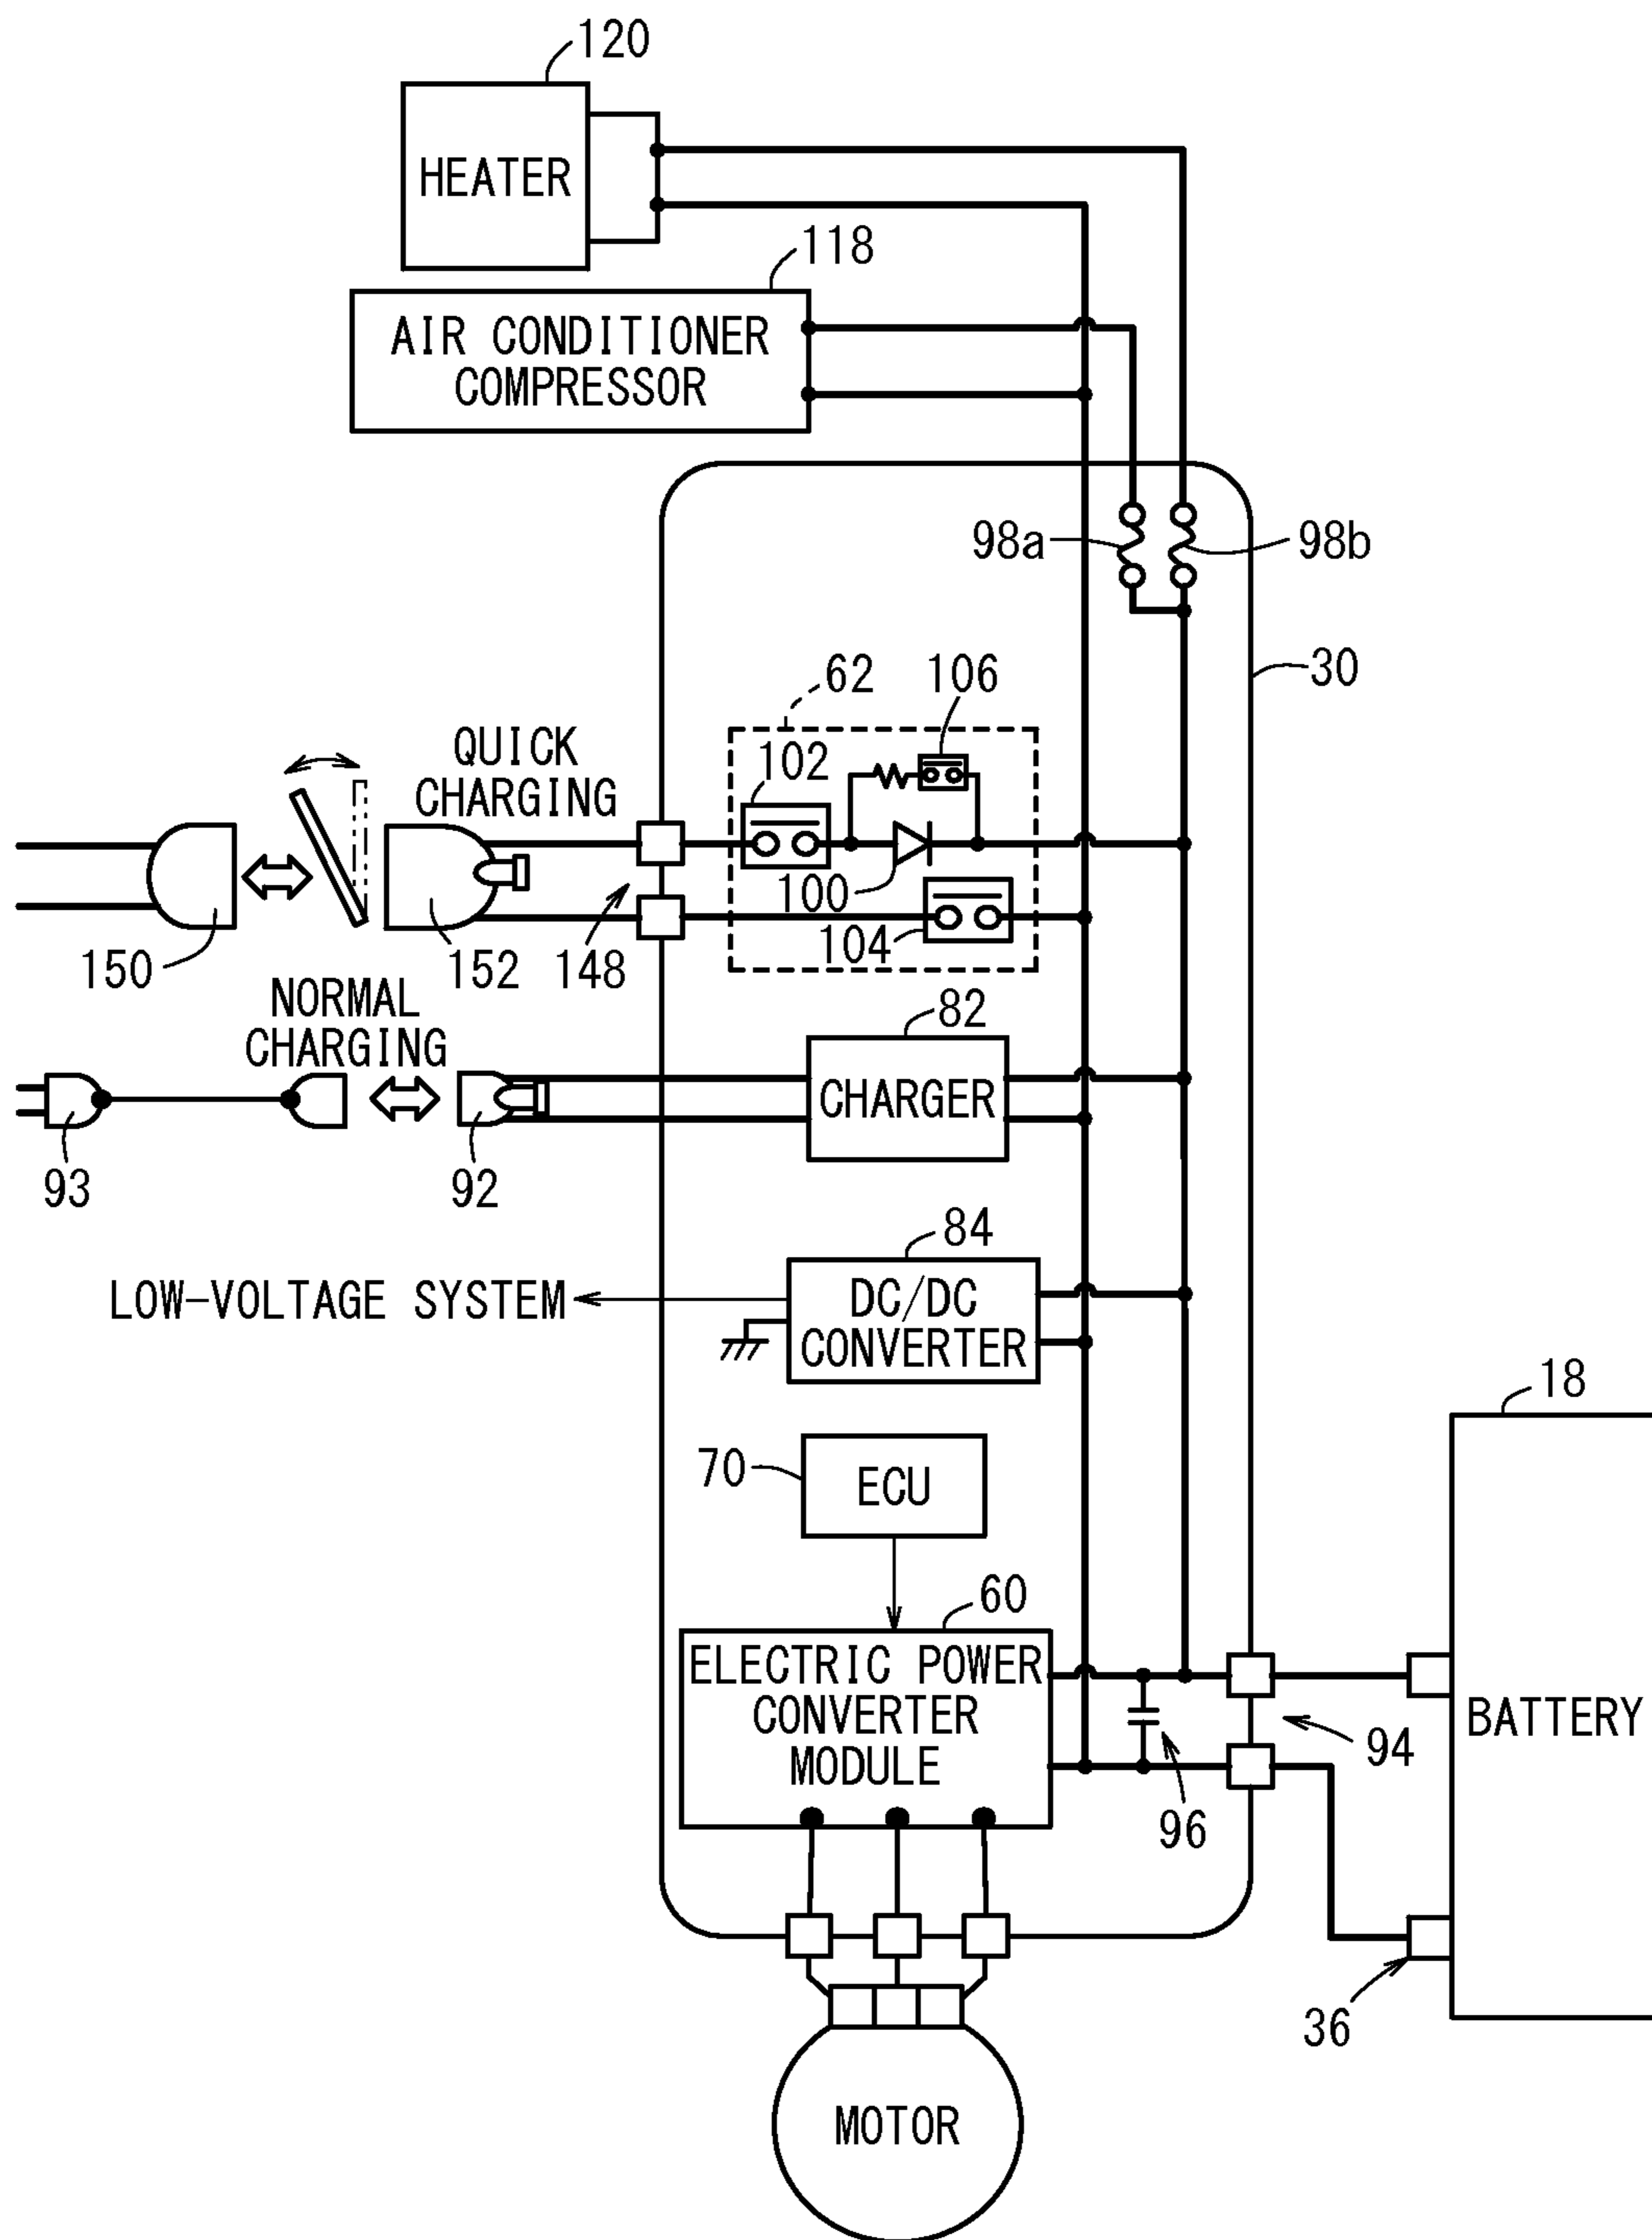 120
HEATER
118
AIR CONDITIONER
COMPRESSOR
98a
98b
30
62
106
QUICK
CHARGING
102
100
104
150
152
148
NORMAL
CHARGING
82
CHARGER
93
92
84
LOW-VOLTAGE SYSTEM
DC/DC
CONVERTER
18
70
ECU
60
ELECTRIC POWER
CONVERTER
MODULE
BATTERY
94
96
36
MOTOR